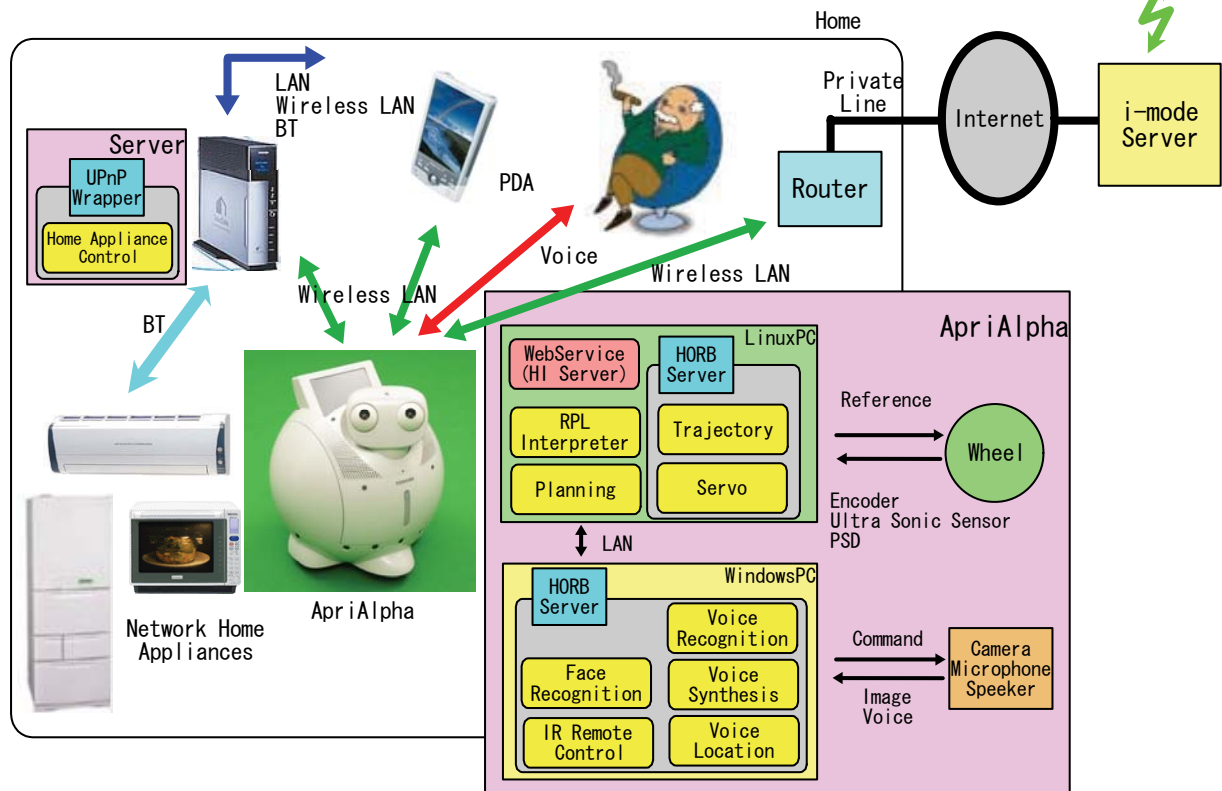 Home
LAN
Wireless LAN
BT
Private
Line
Internet
i-mode
Server
Server
UPnP
Wrapper
Home Appliance
Control
PDA
Router
Voice
Wireless LAN
Wireless LAN
BT
ApriAlpha
Network Home
Appliances
ApriAlpha
LinuxPC
WebService
(HI Server)
HORB
Server
RPL
Interpreter
Trajectory
Planning
Servo
Reference
Wheel
Encoder
Ultra Sonic Sensor
PSD
LAN
WindowsPC
HORB
Server
Voice
Recognition
Face
Recognition
Voice
Synthesis
IR Remote
Control
Voice
Location
Command
Image
Voice
Camera
Microphone
Speeker